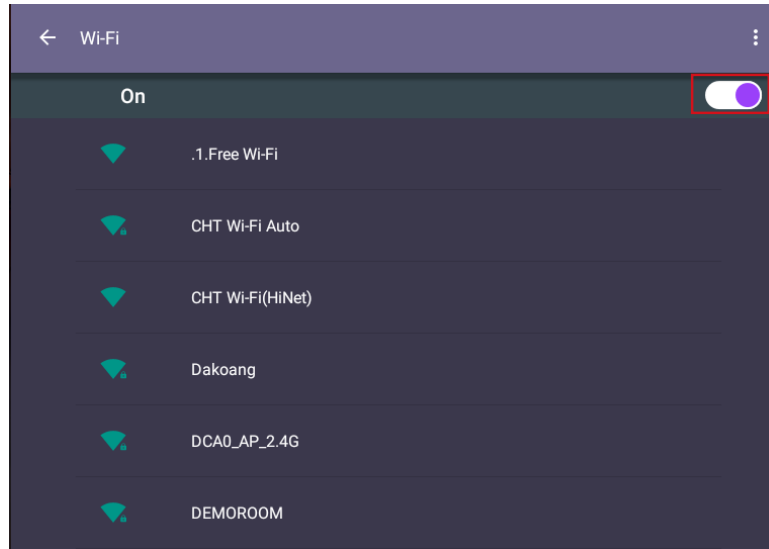 Wi-Fi
On
.1.Free Wi-Fi
CHT Wi-Fi Auto
CHT Wi-Fi(HiNet)
Dakoang
DCA0_AP_2.4G
DEMOROOM